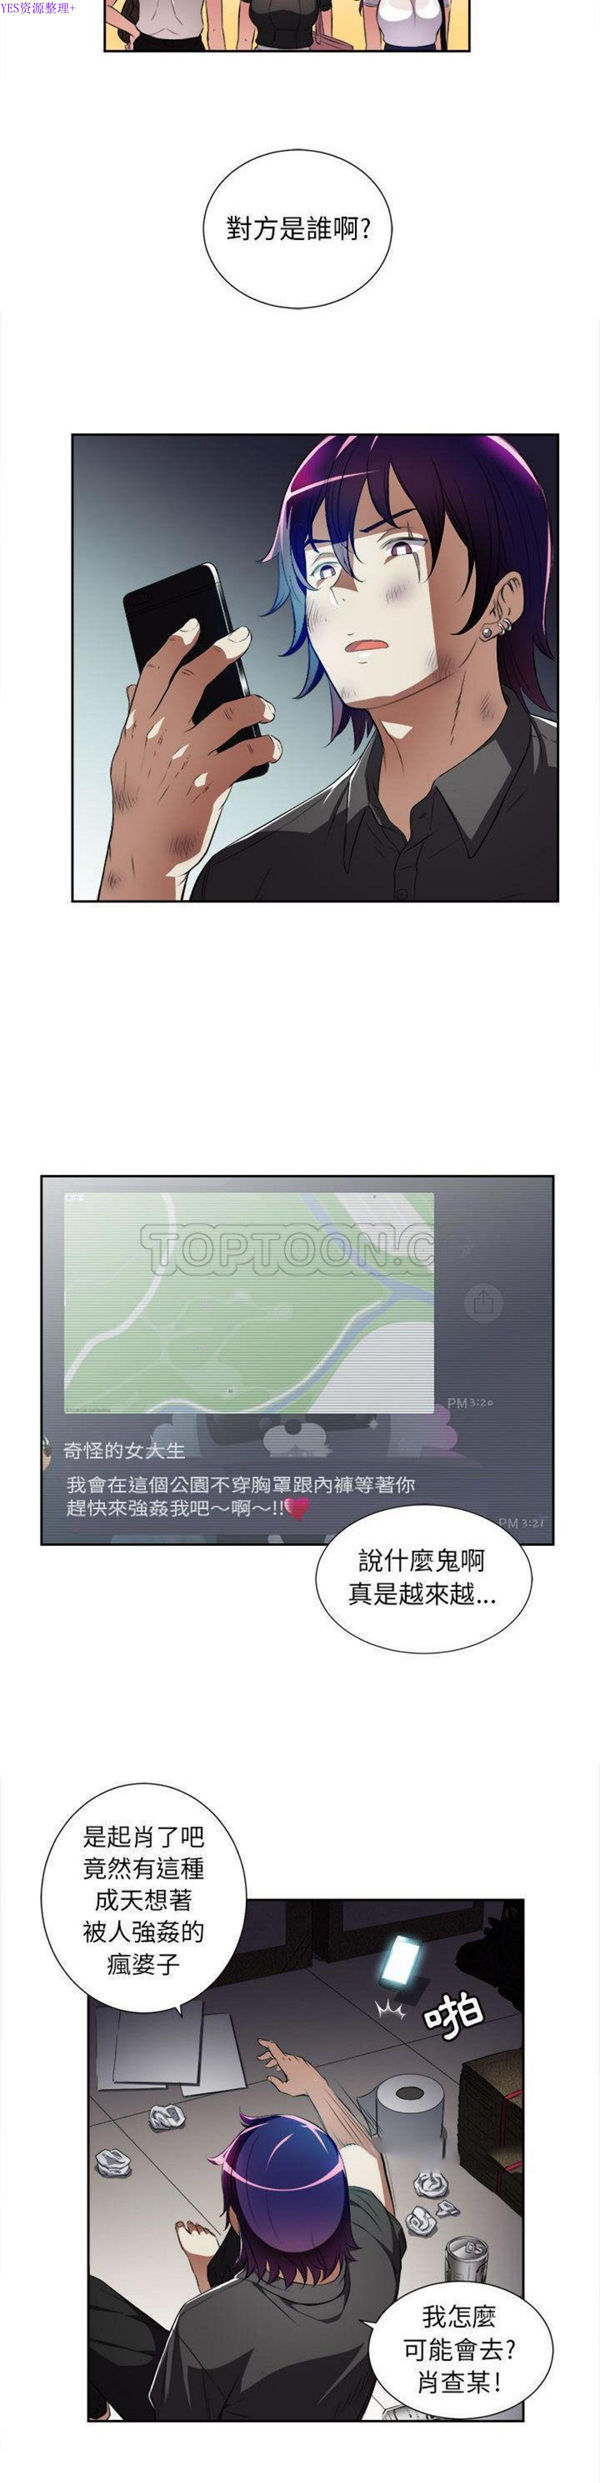 YES资源整理+
對方是誰啊?
TOPTOON.C
PM 3:20
奇怪的女大生
我會在這個公園不穿胸罩跟內褲等著你
趕快來強姦我吧～啊～!!
PM 3:21
說什麼鬼啊
真是越來越...
是起肖了吧
竟然有這種
成天想著
被人強姦的
瘋婆子
啪
我怎麼
可能會去?
肖查某!